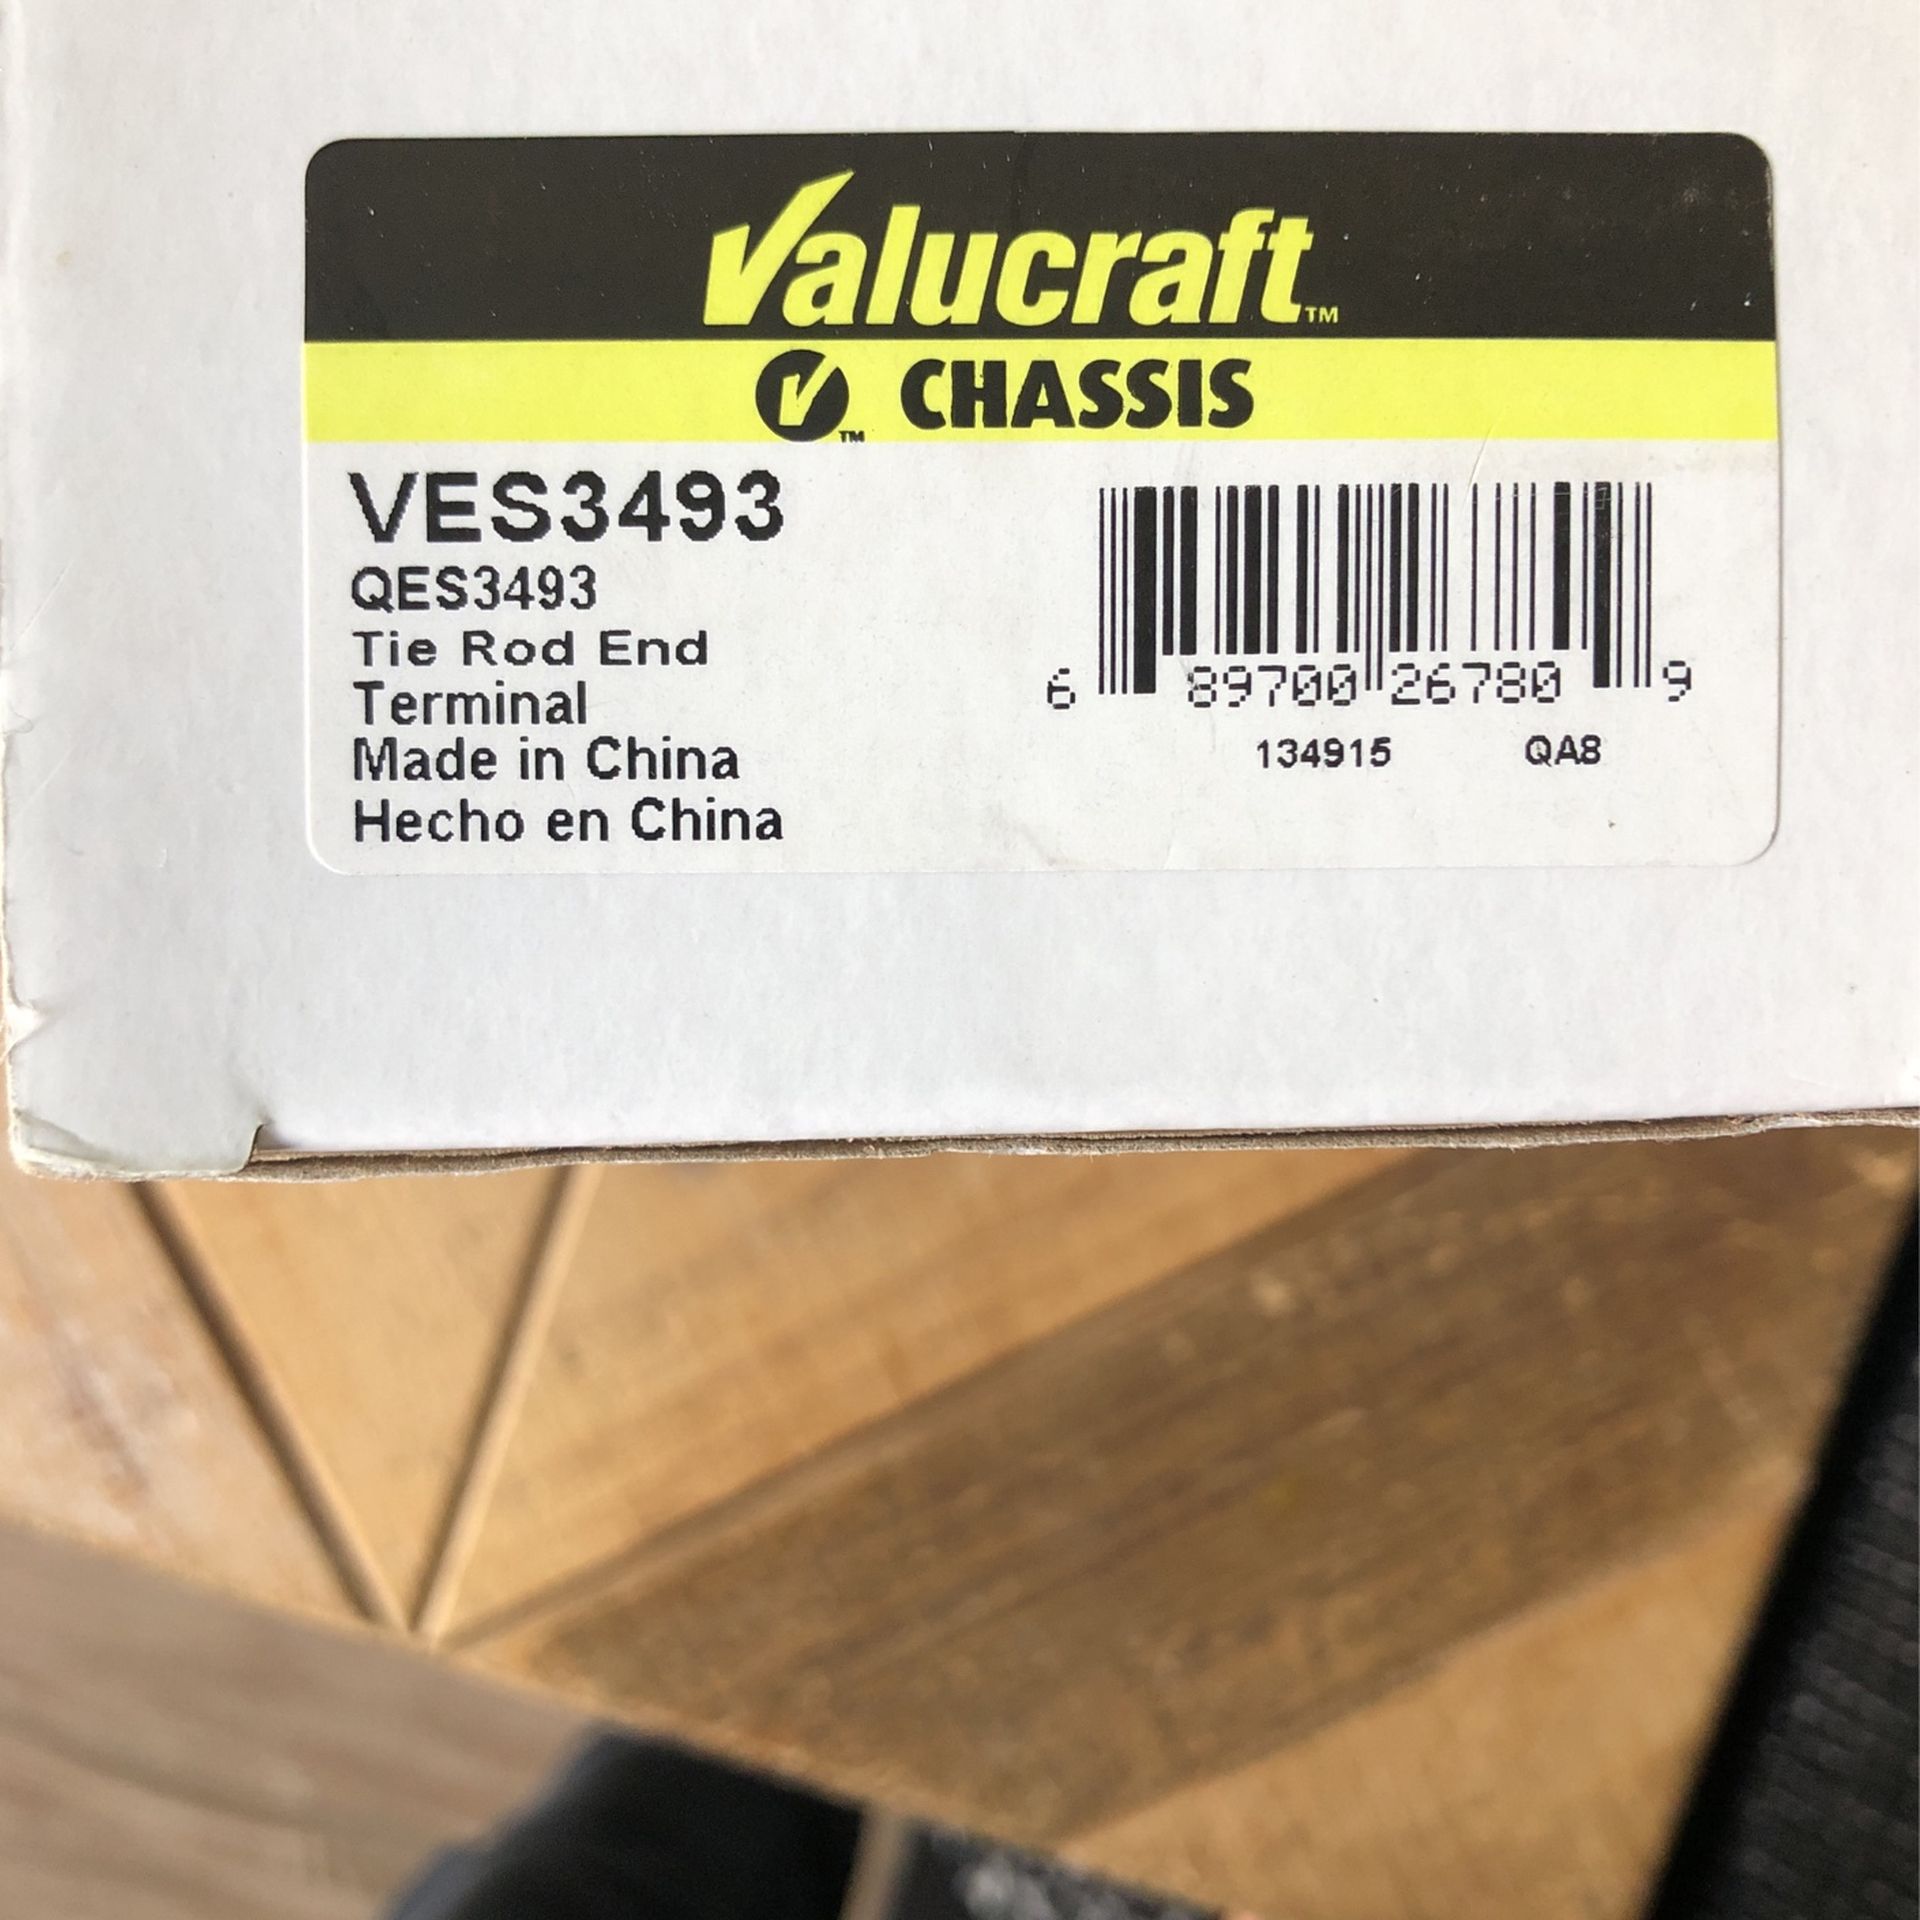 Valucraft™
V™ CHASSIS
VES3493
QES3493
Tie Rod End
Terminal
Made in China
Hecho en China
6 89700 26780 9
134915 QA8